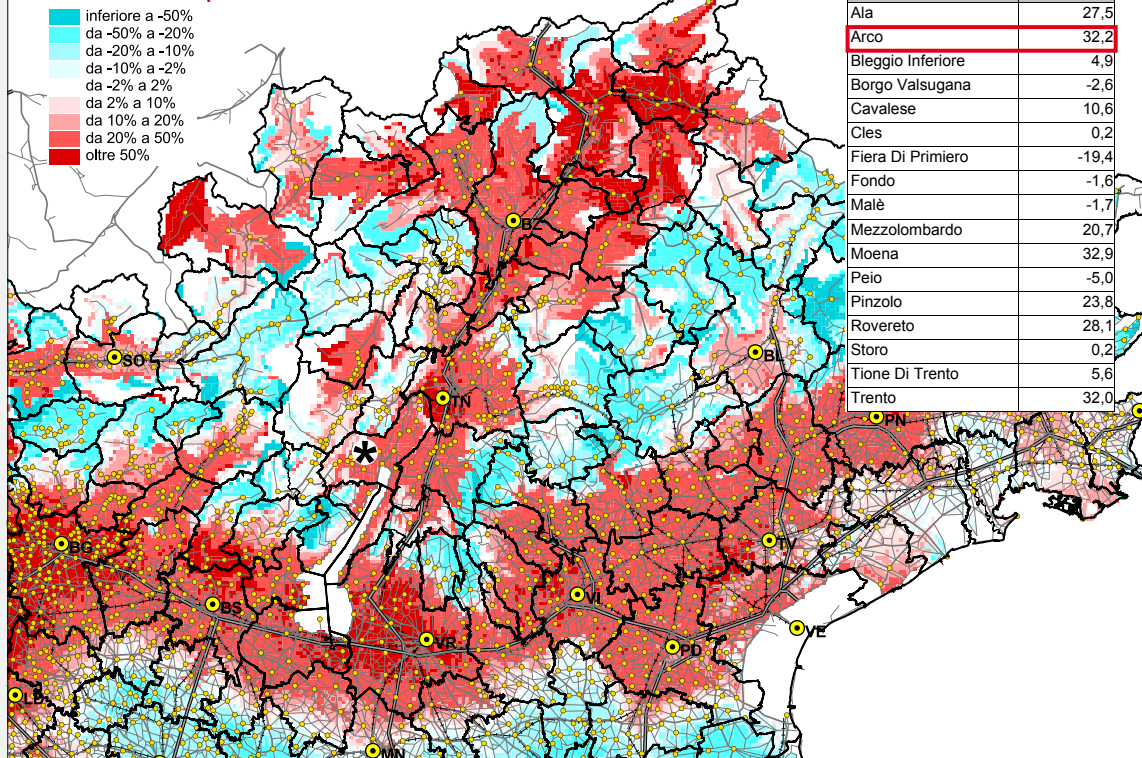 inferiore a -50%
da -50% a -20%
da -20% a -10%
da -10% a -2%
da -2% a 2%
da 2% a 10%
da 10% a 20%
da 20% a 50%
oltre 50%
Ala 27,5
Arco 32,2
Bleggio Inferiore 4,9
Borgo Valsugana -2,6
Cavalese 10,6
Cles 0,2
Fiera Di Primiero -19,4
Fondo -1,6
Malè -1,7
Mezzolombardo 20,7
Moena 32,9
Peio -5,0
Pinzolo 23,8
Rovereto 28,1
Storo 0,2
Tione Di Trento 5,6
Trento 32,0
BZ
SO
BL
TN
*
PN
BG
TV
BS
VI
VE
VR
PD
MN